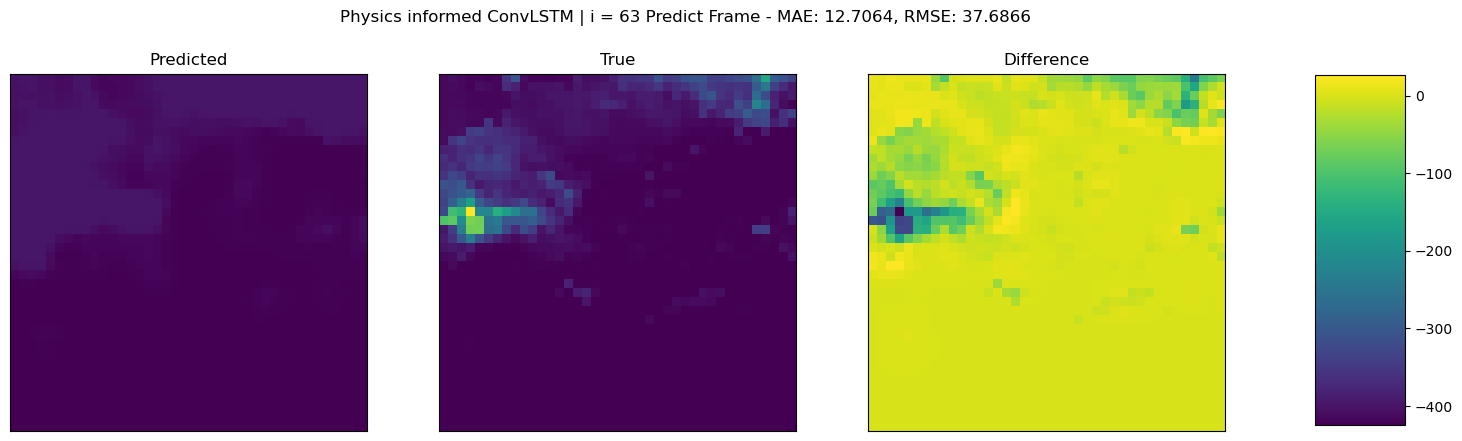 Physics informed ConvLSTM | i = 63 Predict Frame - MAE: 12.7064, RMSE: 37.6866
Predicted
True
Difference
0
−100
−200
−300
−400